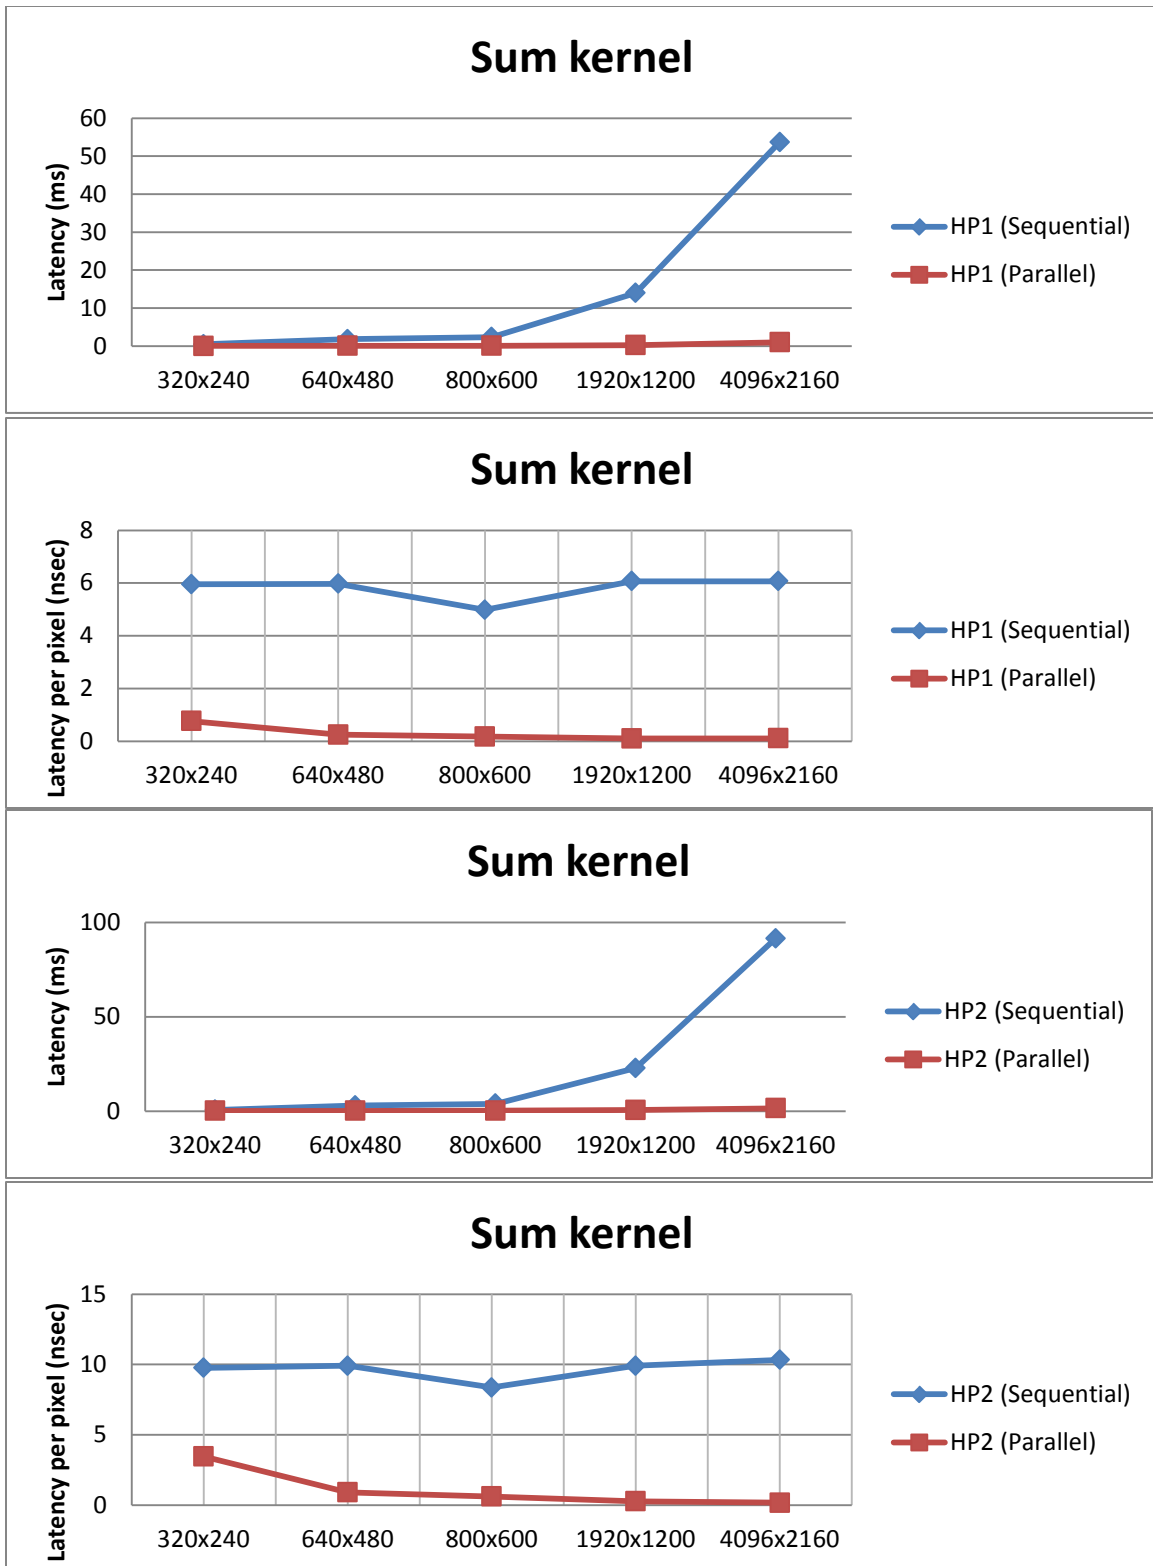 Sum kernel
Latency (ms)
60
50
40
30
20
10
0
320x240 640x480 800x600 1920x1200 4096x2160
HP1 (Sequential)
HP1 (Parallel)
Sum kernel
Latency per pixel (nsec)
8
6
4
2
0
320x240 640x480 800x600 1920x1200 4096x2160
HP1 (Sequential)
HP1 (Parallel)
Sum kernel
Latency (ms)
100
50
0
320x240 640x480 800x600 1920x1200 4096x2160
HP2 (Sequential)
HP2 (Parallel)
Sum kernel
Latency per pixel (nsec)
15
10
5
0
320x240 640x480 800x600 1920x1200 4096x2160
HP2 (Sequential)
HP2 (Parallel)